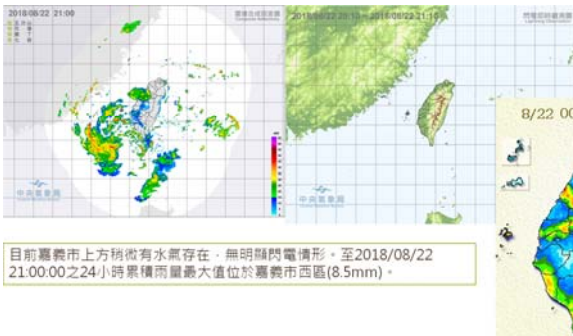 2018/08/22 21:00
中央氣象局
2018/08/22 20:10~2018/08/22 21:10
中央氣象局
8/22 00
目前嘉義市上方稍微有水氣存在，無明顯閃電情形。至2018/08/22
21:00:00之24小時累積雨量最大值位於嘉義市西區(8.5mm)。